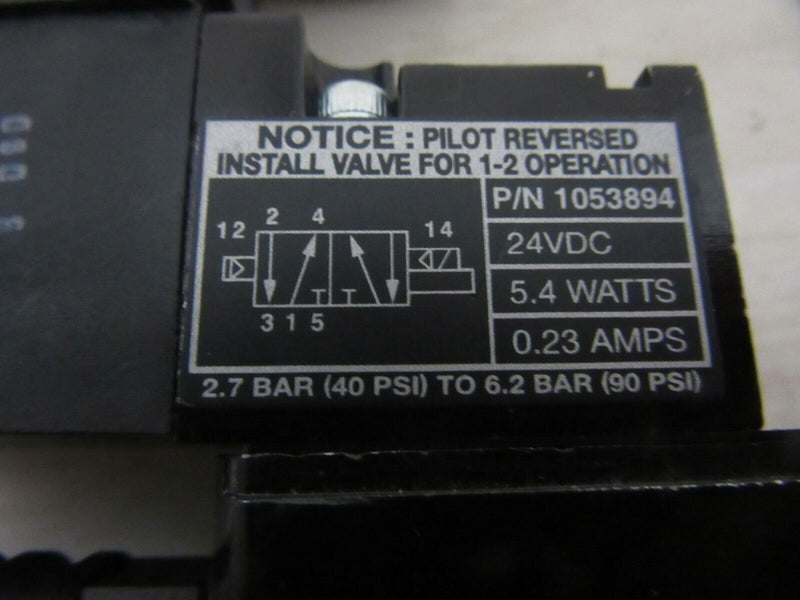 NOTICE : PILOT REVERSED
INSTALL VALVE FOR 1-2 OPERATION
2 4
12 14
3 1 5
P/N 1053894
24VDC
5.4 WATTS
0.23 AMPS
2.7 BAR (40 PSI) TO 6.2 BAR (90 PSI)